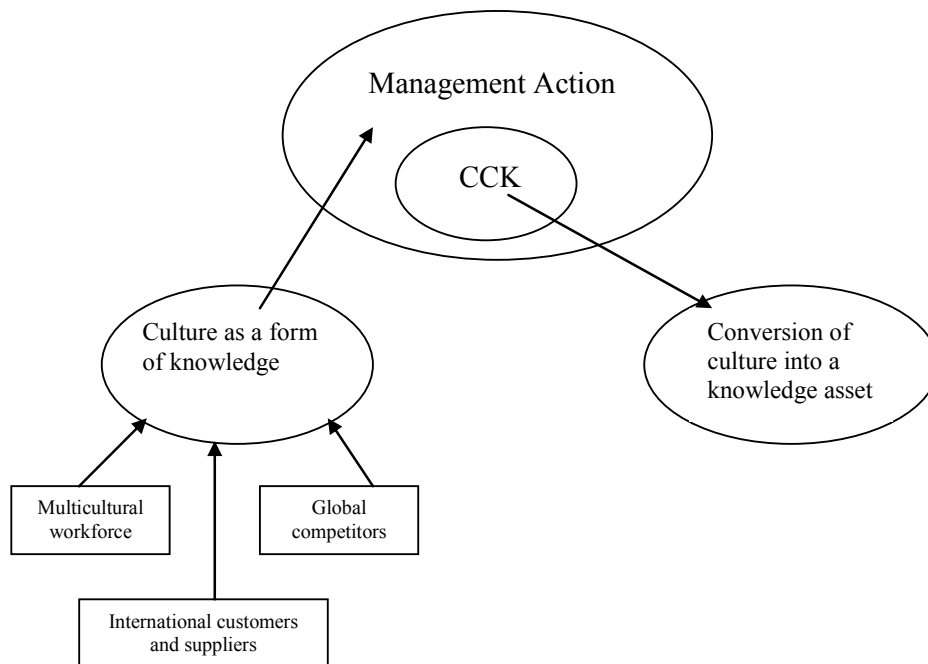 Management Action
CCK
Culture as a form
of knowledge
Conversion of
culture into a
knowledge asset
Multicultural
workforce
Global
competitors
International customers
and suppliers